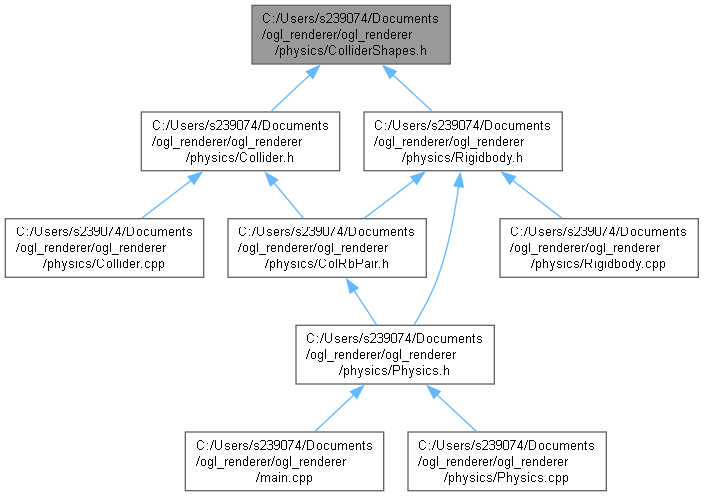 C:/Users/s239074/Documents
/ogl_renderer/ogl_renderer
/physics/ColliderShapes.h
C:/Users/s239074/Documents
/ogl_renderer/ogl_renderer
/physics/Collider.h
C:/Users/s239074/Documents
/ogl_renderer/ogl_renderer
/physics/Rigidbody.h
C:/Users/s239074/Documents
/ogl_renderer/ogl_renderer
/physics/Collider.cpp
C:/Users/s239074/Documents
/ogl_renderer/ogl_renderer
/physics/ColRbPair.h
C:/Users/s239074/Documents
/ogl_renderer/ogl_renderer
/physics/Rigidbody.cpp
C:/Users/s239074/Documents
/ogl_renderer/ogl_renderer
/physics/Physics.h
C:/Users/s239074/Documents
/ogl_renderer/ogl_renderer
/main.cpp
C:/Users/s239074/Documents
/ogl_renderer/ogl_renderer
/physics/Physics.cpp